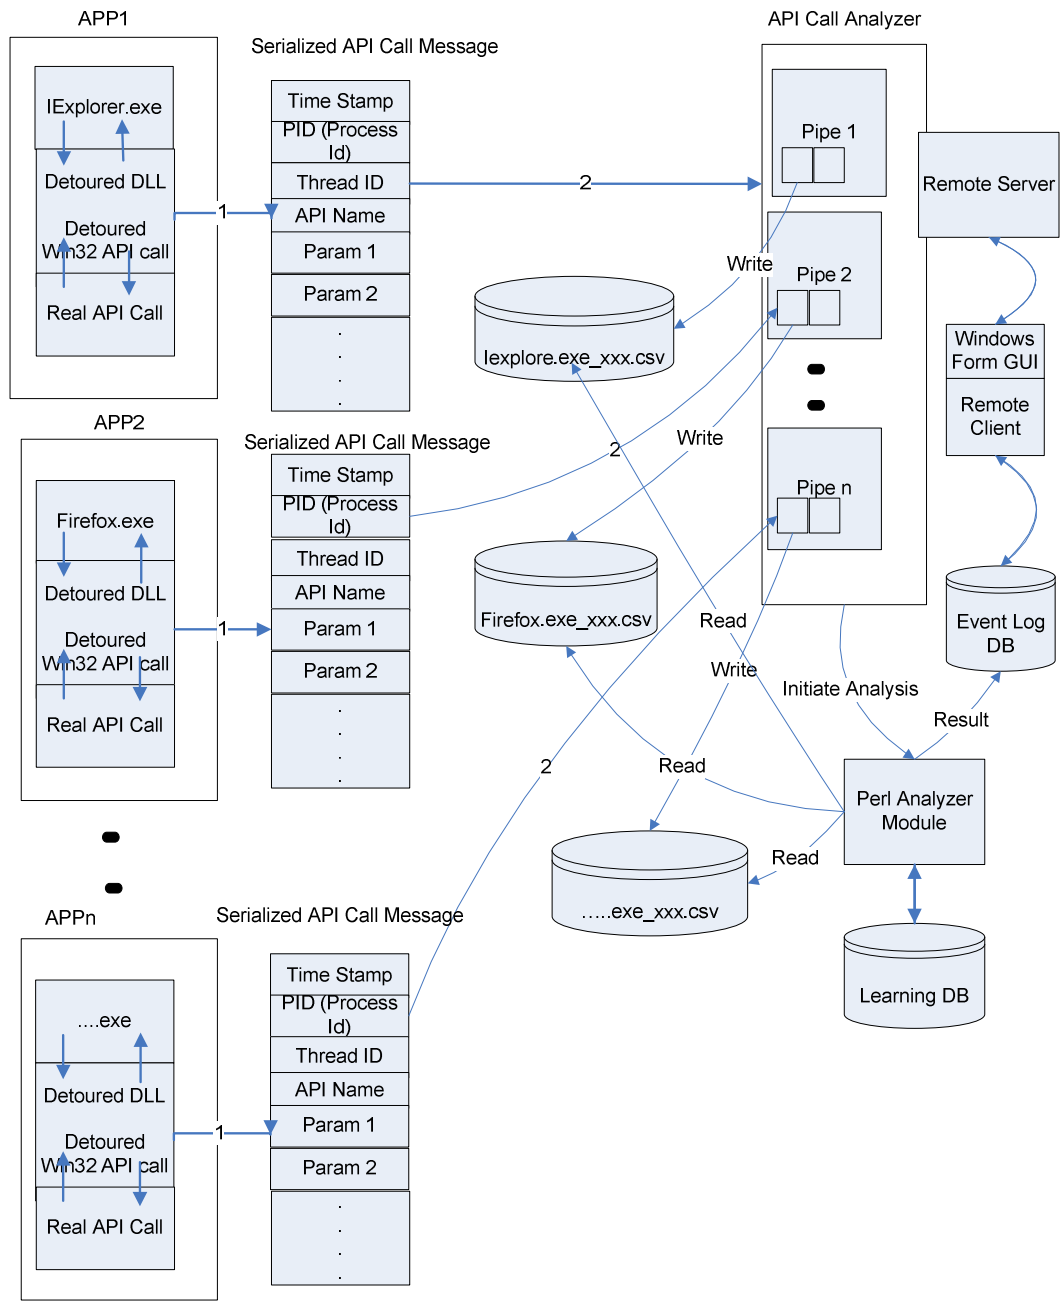 APP1
IExplorer.exe
Detoured DLL
Detoured
Win32 API call
Real API Call
1
Serialized API Call Message
Time Stamp
PID (Process
Id)
Thread ID
API Name
Param 1
Param 2
.
.
.
.
2
API Call Analyzer
Pipe 1
Pipe 2
Pipe n
Write
Iexplore.exe_xxx.csv
Remote Server
Windows
Form GUI
Remote
Client
Event Log
DB
APP2
Firefox.exe
Detoured DLL
Detoured
Win32 API call
Real API Call
1
Serialized API Call Message
Time Stamp
PID (Process
Id)
Thread ID
API Name
Param 1
Param 2
.
.
.
.
2
Write
Firefox.exe_xxx.csv
Read
Write
Initiate Analysis
Result
Read
2
Perl Analyzer
Module
Read
…..exe_xxx.csv
Learning DB
APPn
….exe
Detoured DLL
Detoured
Win32 API call
Real API Call
1
Serialized API Call Message
Time Stamp
PID (Process
Id)
Thread ID
API Name
Param 1
Param 2
.
.
.
.